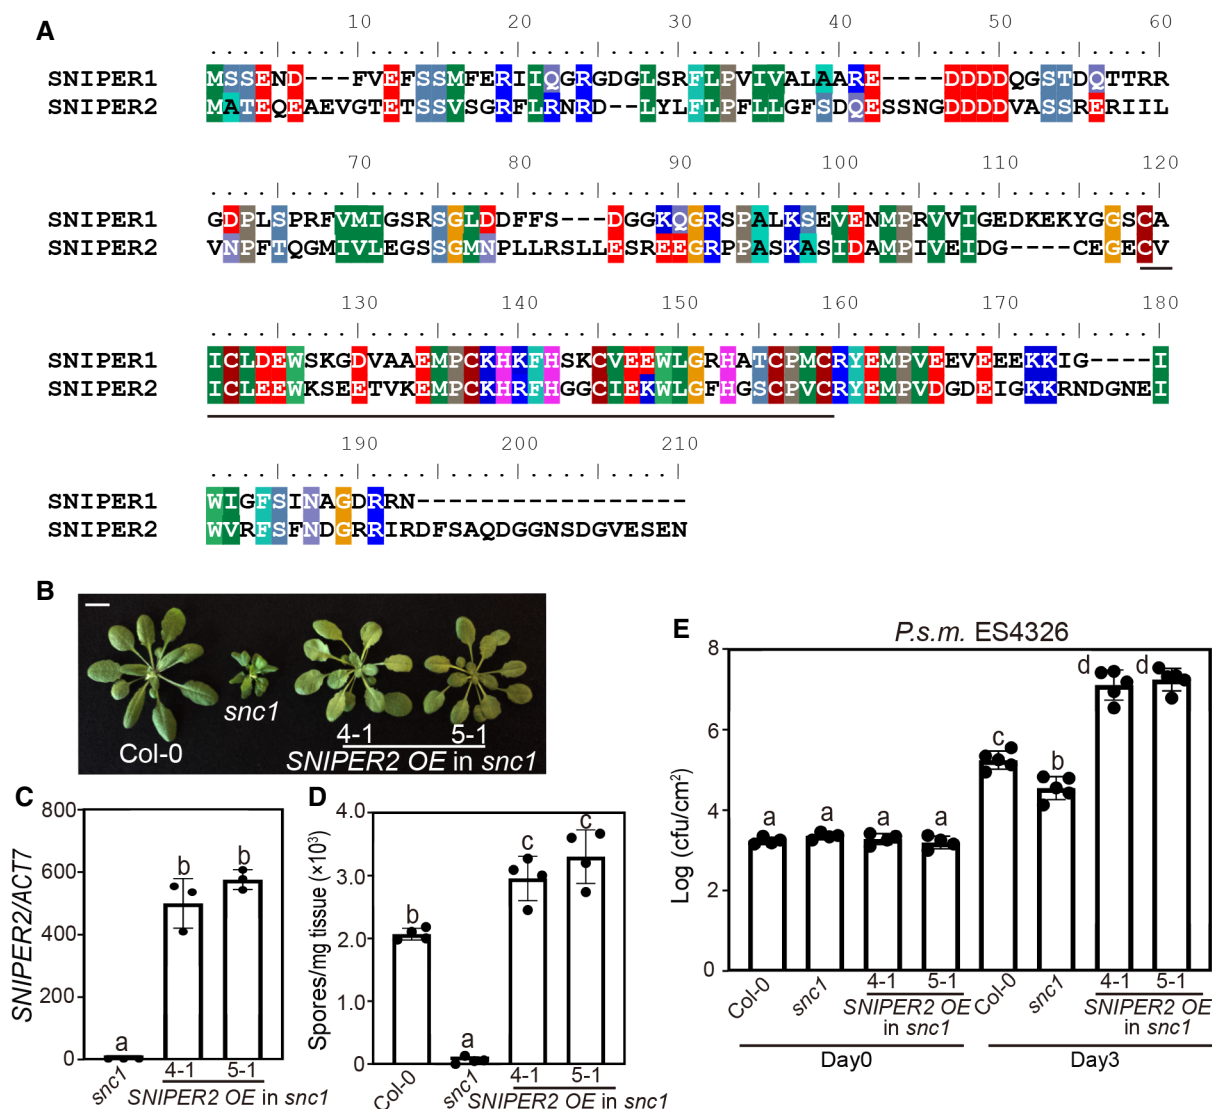 A
10 20 30 40 50 60
SNIPER1 MSSEND---FVEFSSMFERIIQGRGDGLSRFLPVIVALAARE----DDDDQGSTDQTTRR
SNIPER2 MATEQEAEVGTETSSVSGRFLRNRD--LYLFLPFLLGFSDQESSNGDDDDVASSRERIIL
70 80 90 100 110 120
SNIPER1 GDPLSPRFVMIGSRSGLDDFFS---DGGKQGRSPALKSEVENMPRVVIGEDKEKYGGSCA
SNIPER2 VNPFTQGMIVLEGSSGMNPLLRSLLESREEGRPPASKASIDAMPIVEIDG----CEGECV
130 140 150 160 170 180
SNIPER1 ICLDEWSKGDVAAEMPCKHKFHSKCVEEWLGRHATCPMCRYEMPVEEVEEEKKIG----I
SNIPER2 ICLEEWKSEETVKEMPCKHRFHGGCIEKWLGFHGSCPVCRYEMPVDGDEIGKKRNDGNEI
190 200 210
SNIPER1 WIGFSINAGDRRN-----------------
SNIPER2 WVRFSFNDGRRIRDFSAQDGGNSDGVESEN
B
Col-0
snc1
4-1 5-1
SNIPER2 OE in snc1
C
SNIPER2/ACT7
800
600
400
200
0
a b b
snc1 4-1 5-1
SNIPER2 OE in snc1
D
Spores/mg tissue (×10³)
4.0
3.0
2.0
1.0
0
b a c c
Col-0 snc1 4-1 5-1
SNIPER2 OE in snc1
E
P.s.m. ES4326
Log (cfu/cm²)
8
6
4
2
0
a a a a c b d d
Col-0 snc1 4-1 5-1 Col-0 snc1 4-1 5-1
SNIPER2 OE in snc1
SNIPER2 OE in snc1
Day0 Day3